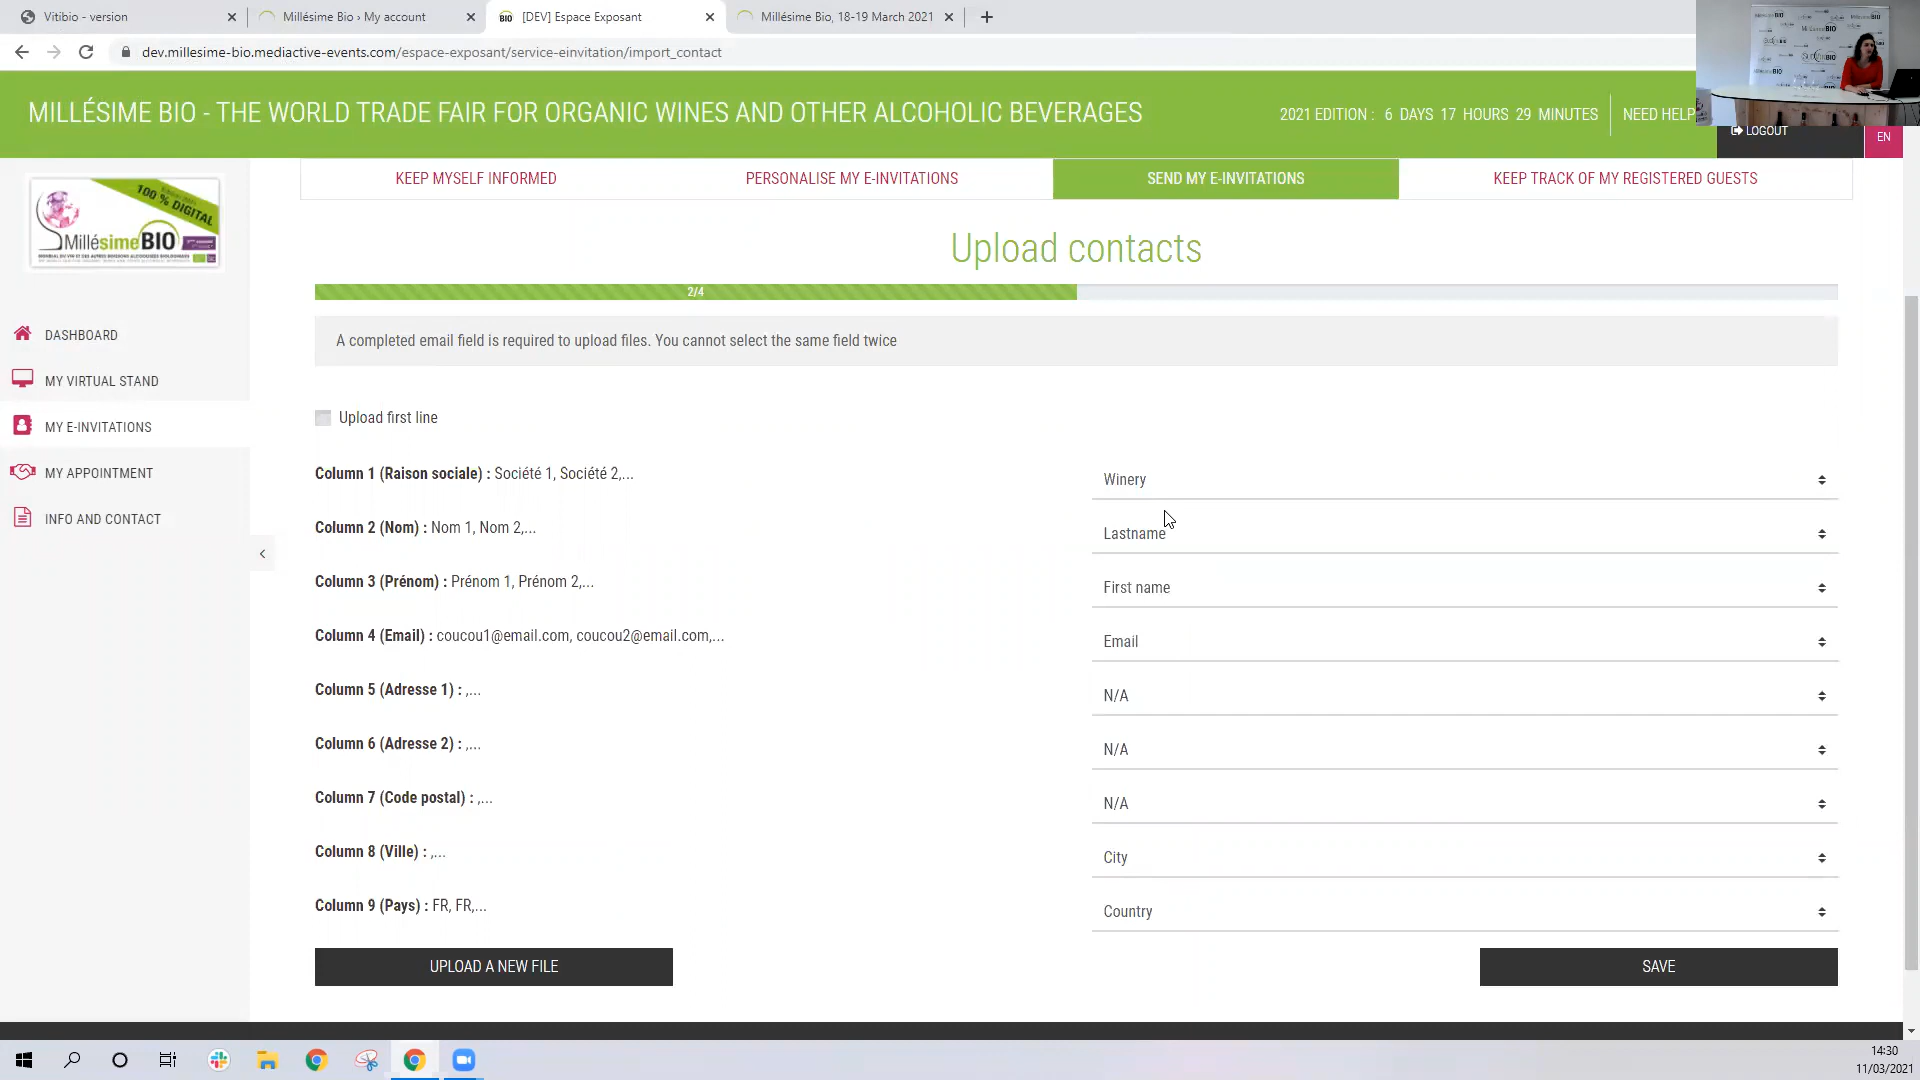 Vitibio - version
Millésime Bio › My account
BIO [DEV] Espace Exposant
Millésime Bio, 18-19 March 2021
dev.millesime-bio.mediactive-events.com/espace-exposant/service-einvitation/import_contact
MILLÉSIME BIO - THE WORLD TRADE FAIR FOR ORGANIC WINES AND OTHER ALCOHOLIC BEVERAGES
2021 EDITION : 6 DAYS 17 HOURS 29 MINUTES
NEED HELP
LOGOUT
EN
100 % DIGITAL
MillésimeBIO
KEEP MYSELF INFORMED
PERSONALISE MY E-INVITATIONS
SEND MY E-INVITATIONS
KEEP TRACK OF MY REGISTERED GUESTS
DASHBOARD
MY VIRTUAL STAND
MY E-INVITATIONS
MY APPOINTMENT
INFO AND CONTACT
Upload contacts
2/4
A completed email field is required to upload files. You cannot select the same field twice
Upload first line
Column 1 (Raison sociale) : Société 1, Société 2,...
Winery
Column 2 (Nom) : Nom 1, Nom 2,...
Lastname
Column 3 (Prénom) : Prénom 1, Prénom 2,...
First name
Column 4 (Email) : coucou1@email.com, coucou2@email.com,...
Email
Column 5 (Adresse 1) : ,...
N/A
Column 6 (Adresse 2) : ,...
N/A
Column 7 (Code postal) : ,...
N/A
Column 8 (Ville) : ,...
City
Column 9 (Pays) : FR, FR,...
Country
UPLOAD A NEW FILE
SAVE
14:30
11/03/2021